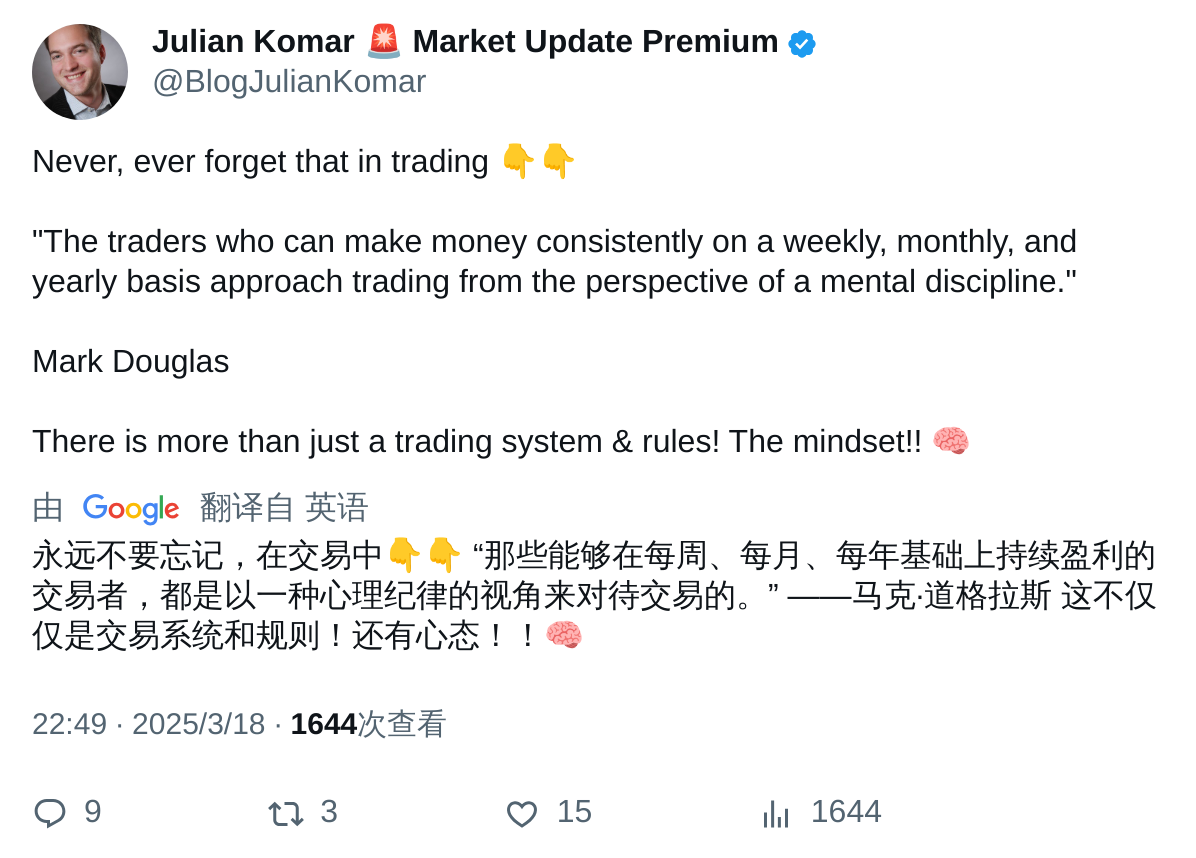 Julian Komar 🚨 Market Update Premium
@BlogJulianKomar
Never, ever forget that in trading 👇👇
"The traders who can make money consistently on a weekly, monthly, and
yearly basis approach trading from the perspective of a mental discipline."
Mark Douglas
There is more than just a trading system & rules! The mindset!! 🧠
由 Google 翻译自 英语
永远不要忘记，在交易中👇👇 “那些能够在每周、每月、每年基础上持续盈利的
交易者，都是以一种心理纪律的视角来对待交易的。” ——马克·道格拉斯 这不仅
仅是交易系统和规则！还有心态！！🧠
22:49 · 2025/3/18 · 1644次查看
9 3 15 1644